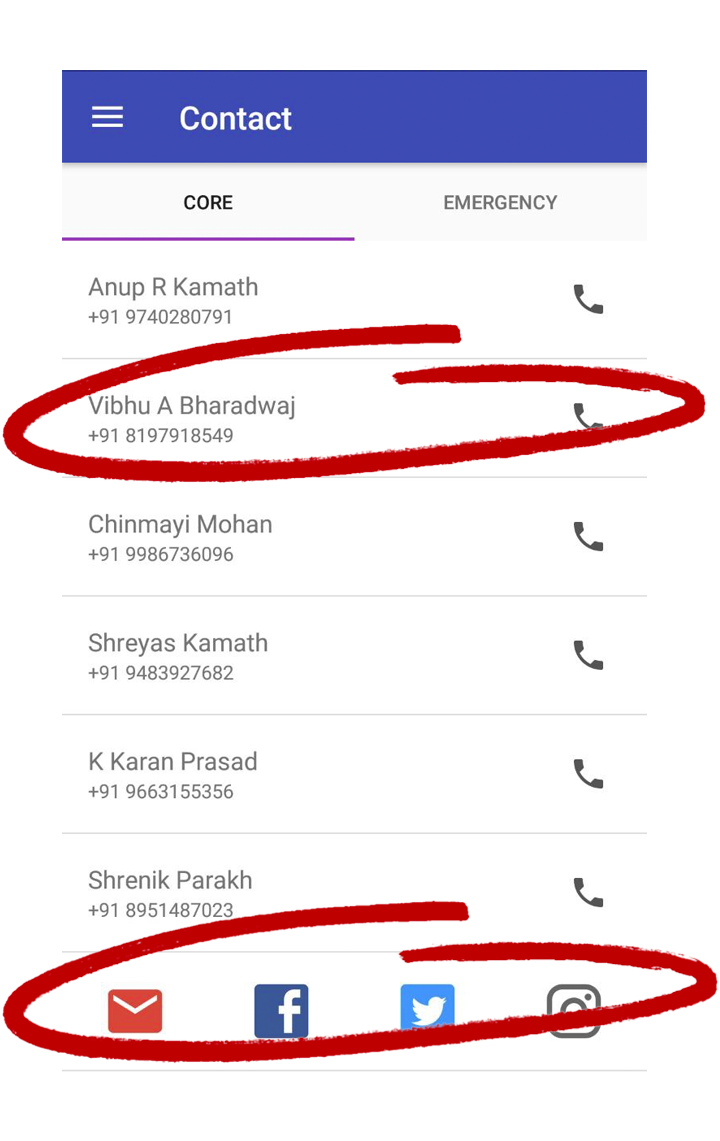 Contact
CORE EMERGENCY
Anup R Kamath
+91 9740280791
Vibhu A Bharadwaj
+91 8197918549
Chinmayi Mohan
+91 9986736096
Shreyas Kamath
+91 9483927682
K Karan Prasad
+91 9663155356
Shrenik Parakh
+91 8951487023